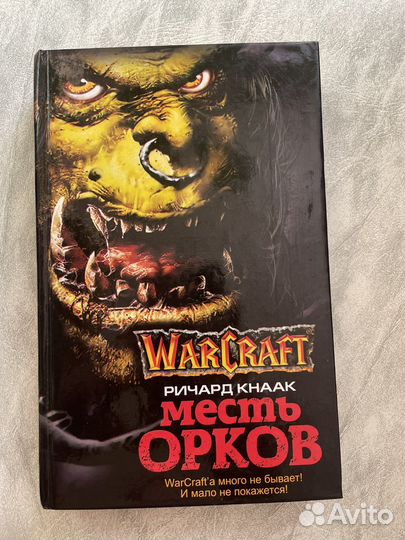 WARCRAFT
РИЧАРД КНААК
месть
ОРКОВ
WarCraft'а много не бывает!
И мало не покажется!
Avito